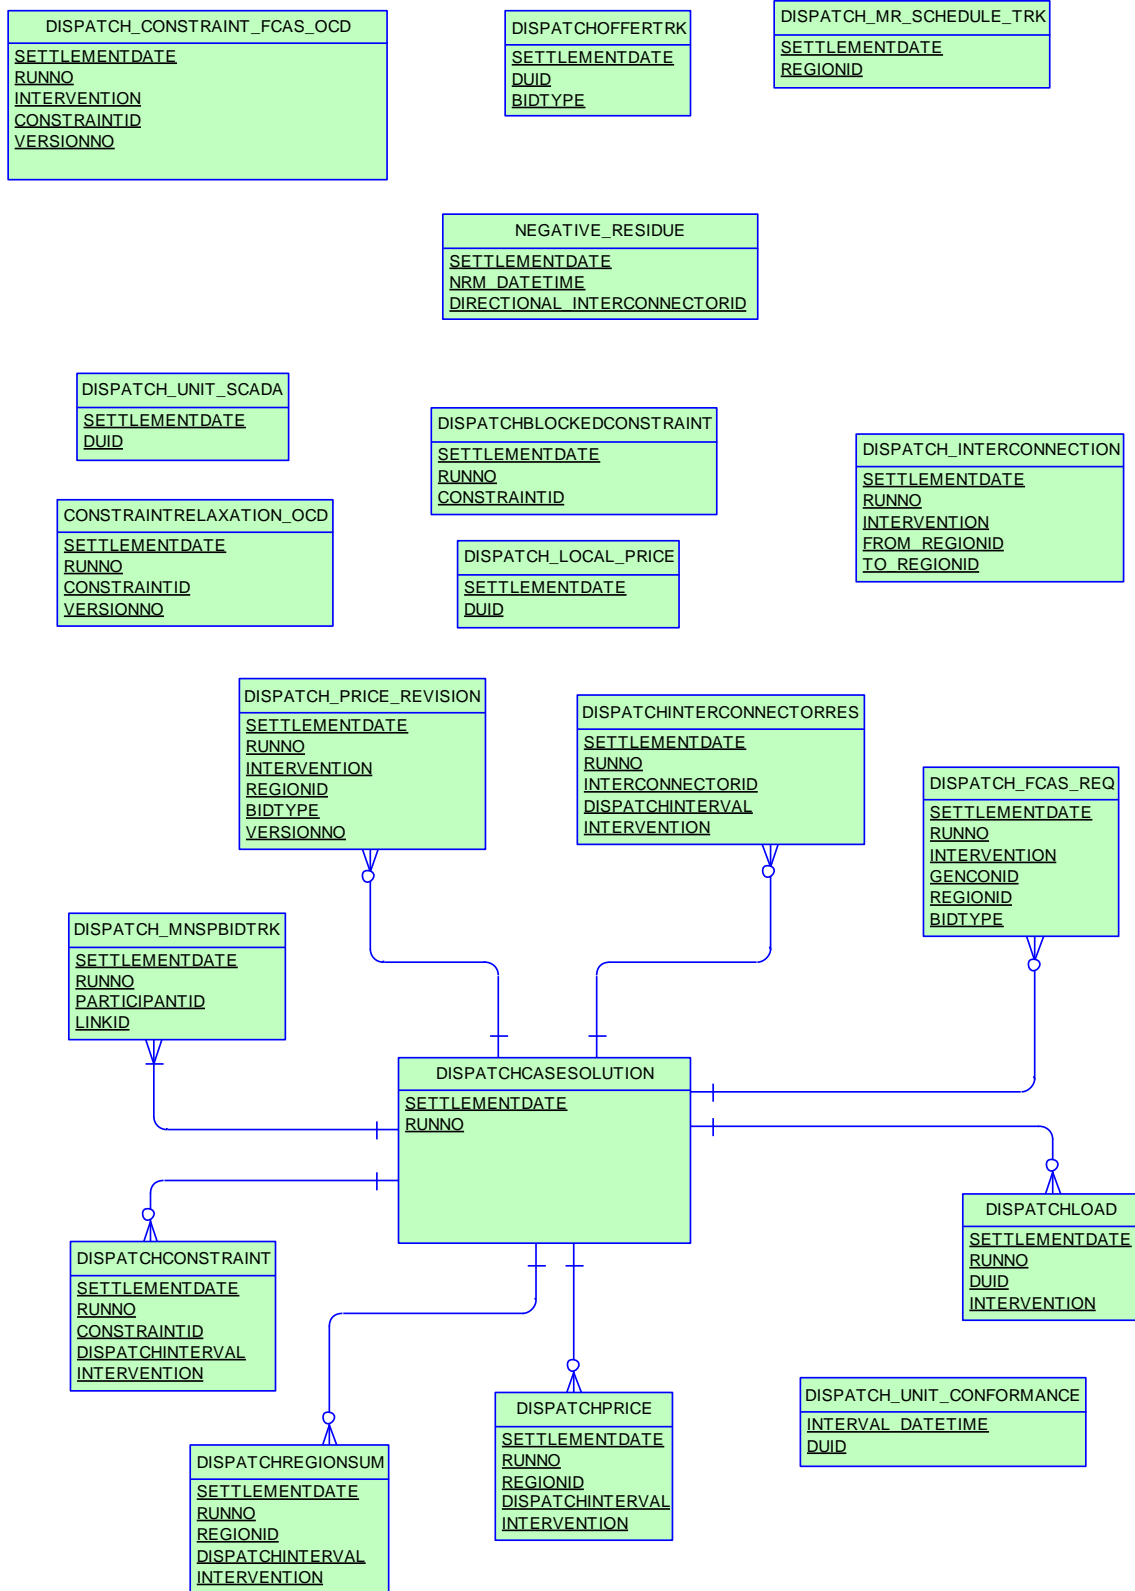 DISPATCH_CONSTRAINT_FCAS_OCD
SETTLEMENTDATE
RUNNO
INTERVENTION
CONSTRAINTID
VERSIONNO
DISPATCHOFFERTRK
SETTLEMENTDATE
DUID
BIDTYPE
DISPATCH_MR_SCHEDULE_TRK
SETTLEMENTDATE
REGIONID
NEGATIVE_RESIDUE
SETTLEMENTDATE
NRM_DATETIME
DIRECTIONAL_INTERCONNECTORID
DISPATCH_UNIT_SCADA
SETTLEMENTDATE
DUID
DISPATCHBLOCKEDCONSTRAINT
SETTLEMENTDATE
RUNNO
CONSTRAINTID
DISPATCH_INTERCONNECTION
SETTLEMENTDATE
RUNNO
INTERVENTION
FROM_REGIONID
TO_REGIONID
CONSTRAINTRELAXATION_OCD
SETTLEMENTDATE
RUNNO
CONSTRAINTID
VERSIONNO
DISPATCH_LOCAL_PRICE
SETTLEMENTDATE
DUID
DISPATCH_PRICE_REVISION
SETTLEMENTDATE
RUNNO
INTERVENTION
REGIONID
BIDTYPE
VERSIONNO
DISPATCHINTERCONNECTORRES
SETTLEMENTDATE
RUNNO
INTERCONNECTORID
DISPATCHINTERVAL
INTERVENTION
DISPATCH_FCAS_REQ
SETTLEMENTDATE
RUNNO
INTERVENTION
GENCONID
REGIONID
BIDTYPE
DISPATCH_MNSPBIDTRK
SETTLEMENTDATE
RUNNO
PARTICIPANTID
LINKID
DISPATCHCASESOLUTION
SETTLEMENTDATE
RUNNO
DISPATCHLOAD
SETTLEMENTDATE
RUNNO
DUID
INTERVENTION
DISPATCHCONSTRAINT
SETTLEMENTDATE
RUNNO
CONSTRAINTID
DISPATCHINTERVAL
INTERVENTION
DISPATCH_UNIT_CONFORMANCE
INTERVAL_DATETIME
DUID
DISPATCHPRICE
SETTLEMENTDATE
RUNNO
REGIONID
DISPATCHINTERVAL
INTERVENTION
DISPATCHREGIONSUM
SETTLEMENTDATE
RUNNO
REGIONID
DISPATCHINTERVAL
INTERVENTION